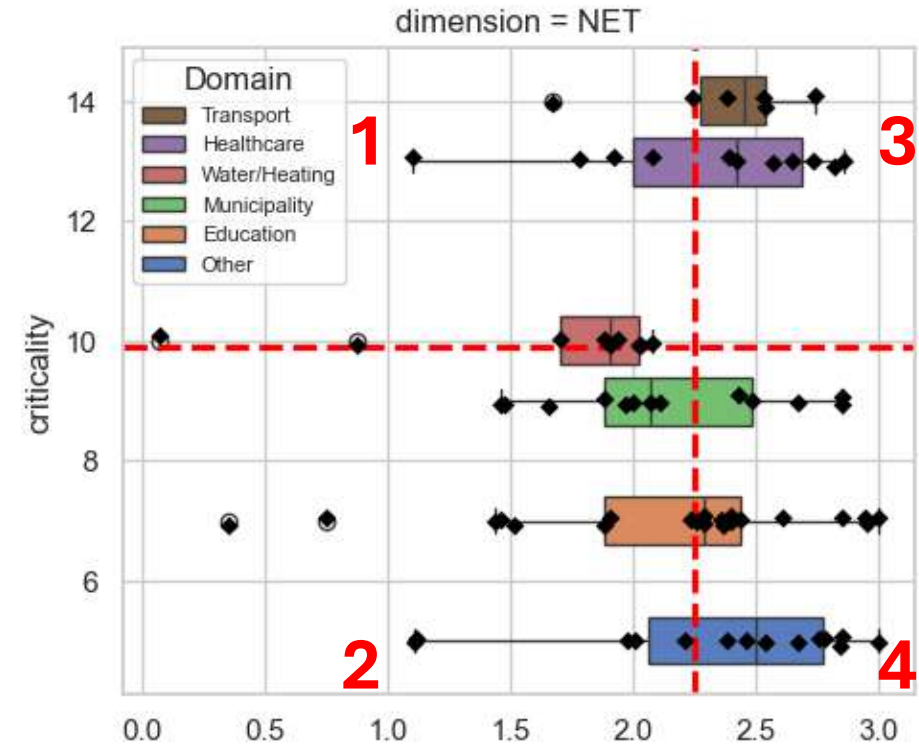 dimension = NET
Domain
Transport
Healthcare
Water/Heating
Municipality
Education
Other
1
3
2
4
criticality
14
12
10
8
6
0.0 0.5 1.0 1.5 2.0 2.5 3.0